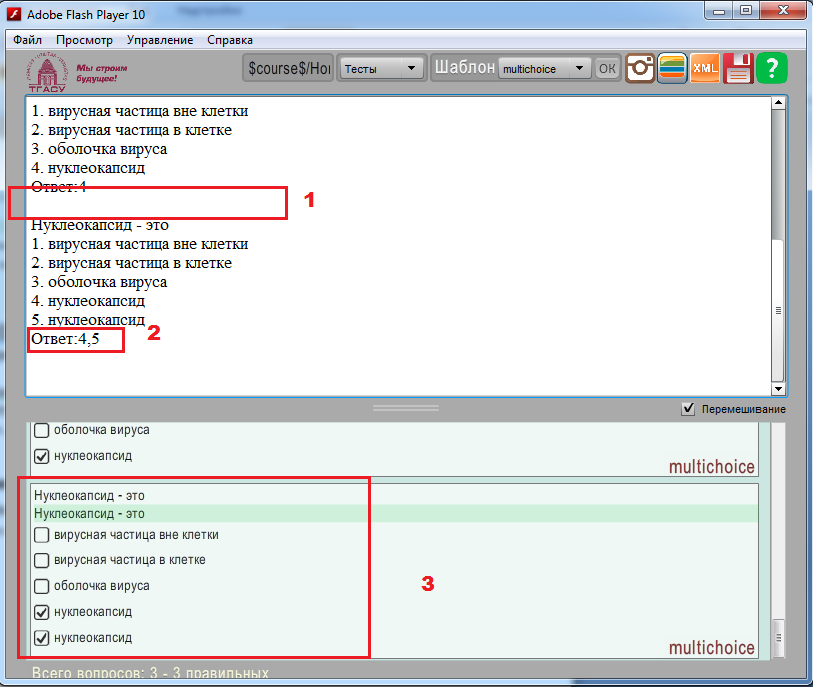 Adobe Flash Player 10
Файл Просмотр Управление Справка
Мы строим
будущее!
ТГАСУ
$course$/Hoi
Тесты
Шаблон
multichoice
OK
XML
?
1. вирусная частица вне клетки
2. вирусная частица в клетке
3. оболочка вируса
4. нуклеокапсид
Ответ:4
1
Нуклеокапсид - это
1. вирусная частица вне клетки
2. вирусная частица в клетке
3. оболочка вируса
4. нуклеокапсид
5. нуклеокапсид
Ответ:4,5
2
Перемешивание
оболочка вируса
нуклеокапсид
multichoice
Нуклеокапсид - это
Нуклеокапсид - это
вирусная частица вне клетки
вирусная частица в клетке
оболочка вируса
3
нуклеокапсид
нуклеокапсид
multichoice
Всего вопросов: 3 - 3 правильных